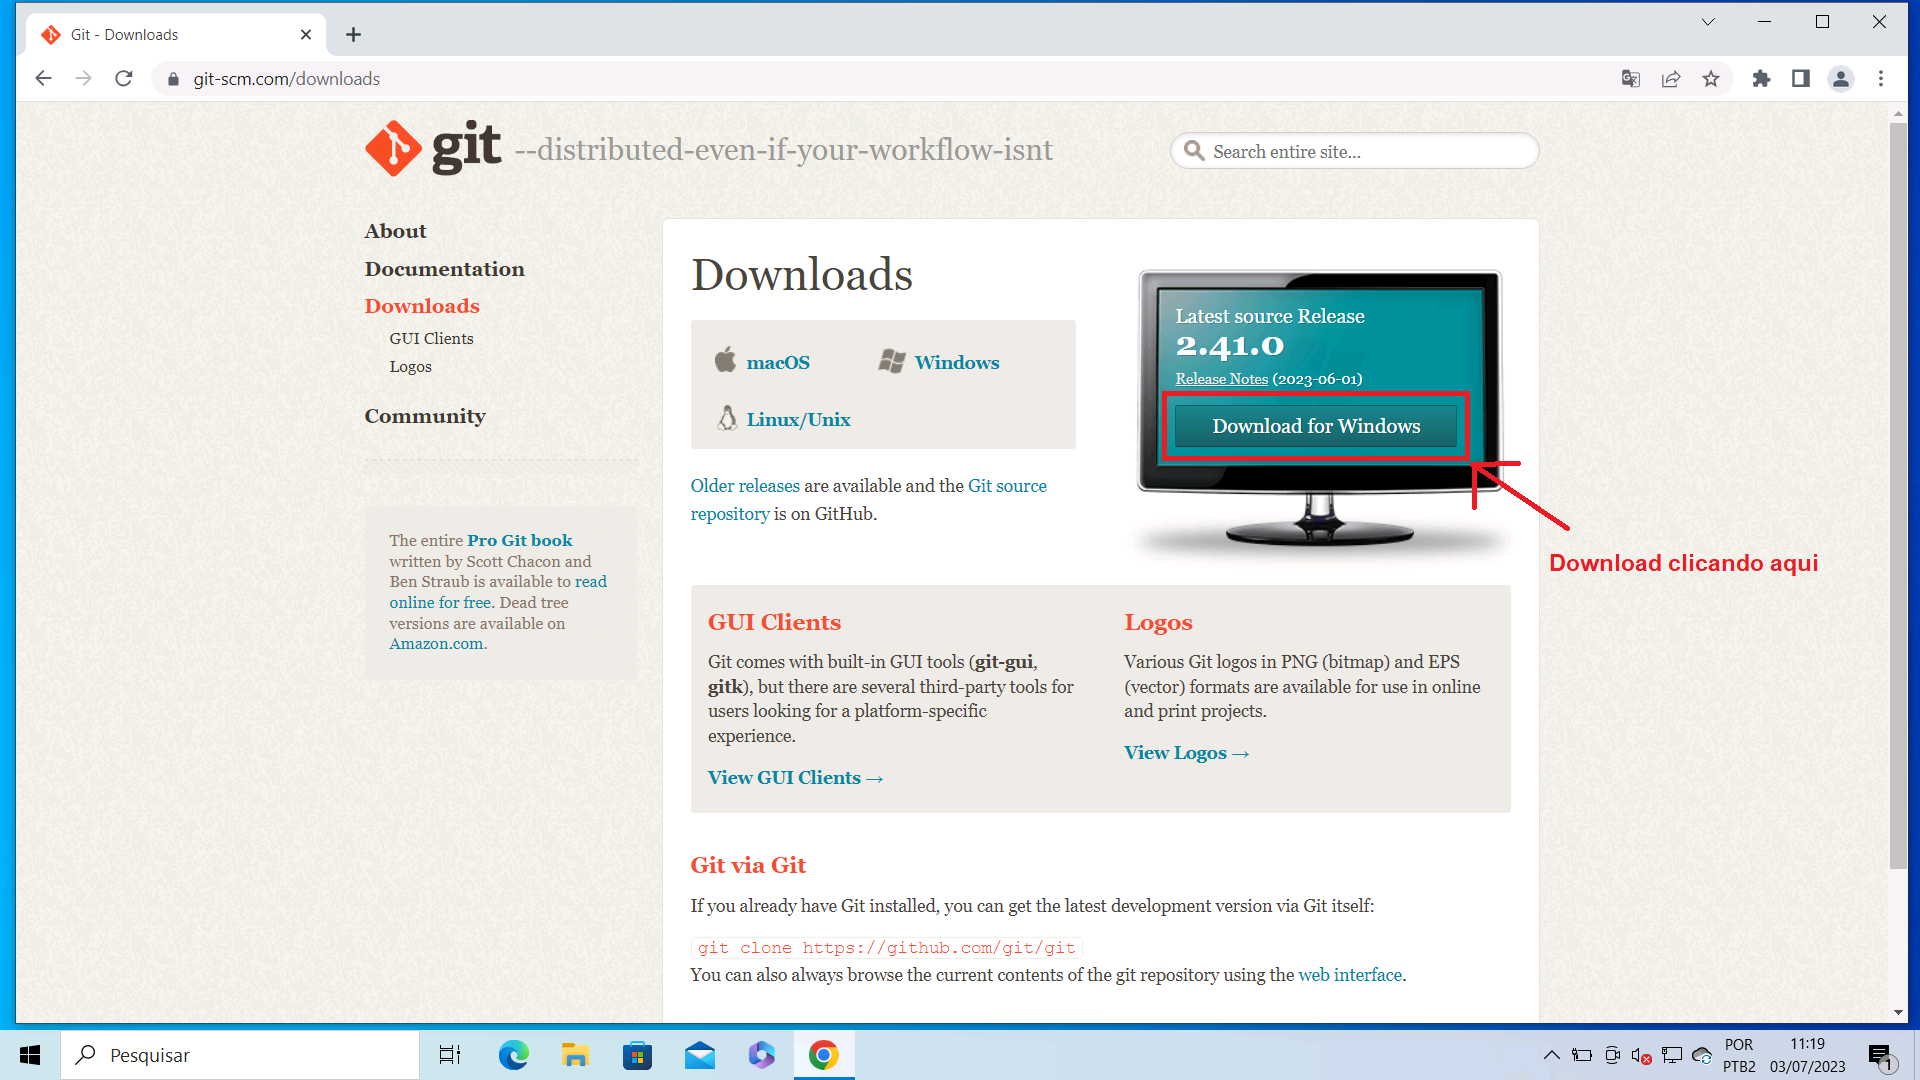 Git - Downloads
git-scm.com/downloads
git --distributed-even-if-your-workflow-isnt
Search entire site...
About
Documentation
Downloads
GUI Clients
Logos
Community
The entire Pro Git book
written by Scott Chacon and
Ben Straub is available to read
online for free. Dead tree
versions are available on
Amazon.com.
Downloads
macOS
Windows
Linux/Unix
Older releases are available and the Git source
repository is on GitHub.
Latest source Release
2.41.0
Release Notes (2023-06-01)
Download for Windows
Download clicando aqui
GUI Clients
Git comes with built-in GUI tools (git-gui,
gitk), but there are several third-party tools for
users looking for a platform-specific
experience.
View GUI Clients →
Logos
Various Git logos in PNG (bitmap) and EPS
(vector) formats are available for use in online
and print projects.
View Logos →
Git via Git
If you already have Git installed, you can get the latest development version via Git itself:
git clone https://github.com/git/git
You can also always browse the current contents of the git repository using the web interface.
Pesquisar
POR
PTB2
11:19
03/07/2023
1